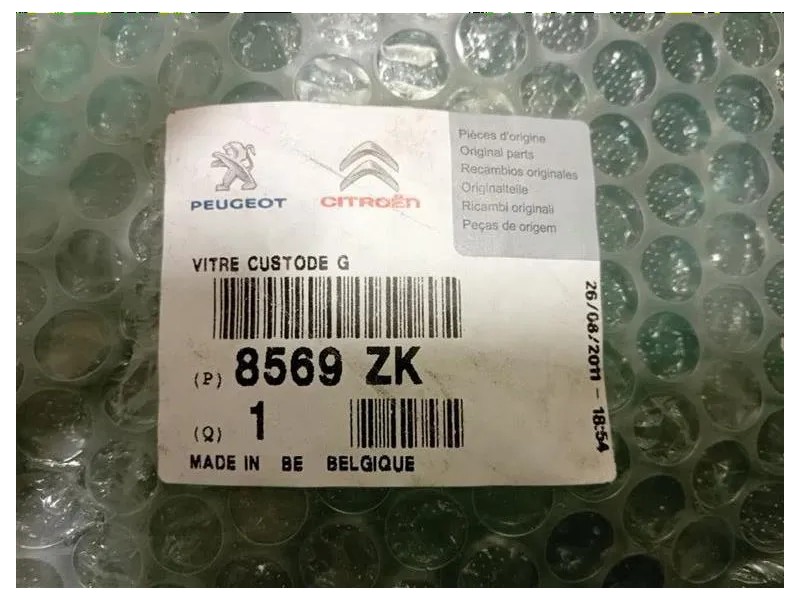 PEUGEOT
CITROËN
Pièces d'origine
Original parts
Recambios originales
Originalteile
Ricambi originali
Peças de origem
VITRE CUSTODE G
(P) 8569 ZK
(Q) 1
MADE IN BE BELGIQUE
26/08/2011 - 18:54